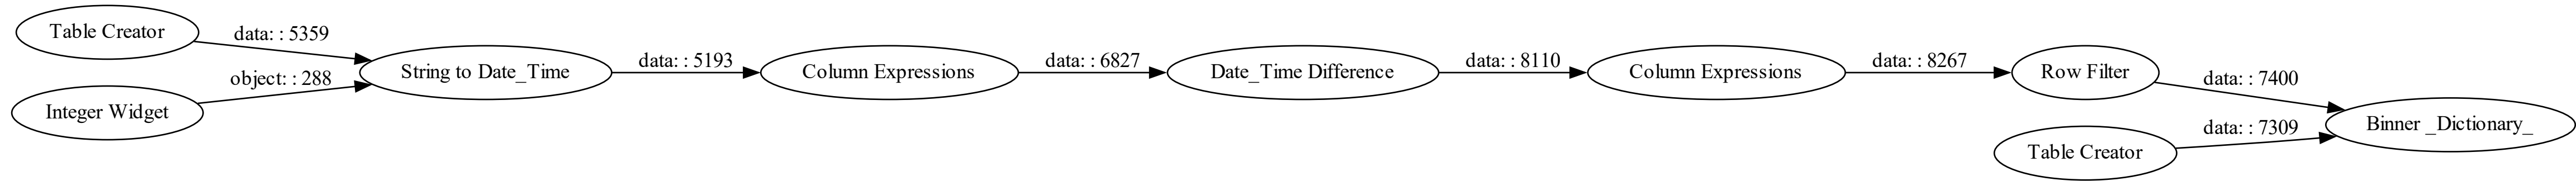 Table Creator
data: : 5359
Integer Widget
object: : 288
String to Date_Time
data: : 5193
Column Expressions
data: : 6827
Date_Time Difference
data: : 8110
Column Expressions
data: : 8267
Row Filter
data: : 7400
Table Creator
data: : 7309
Binner _Dictionary_